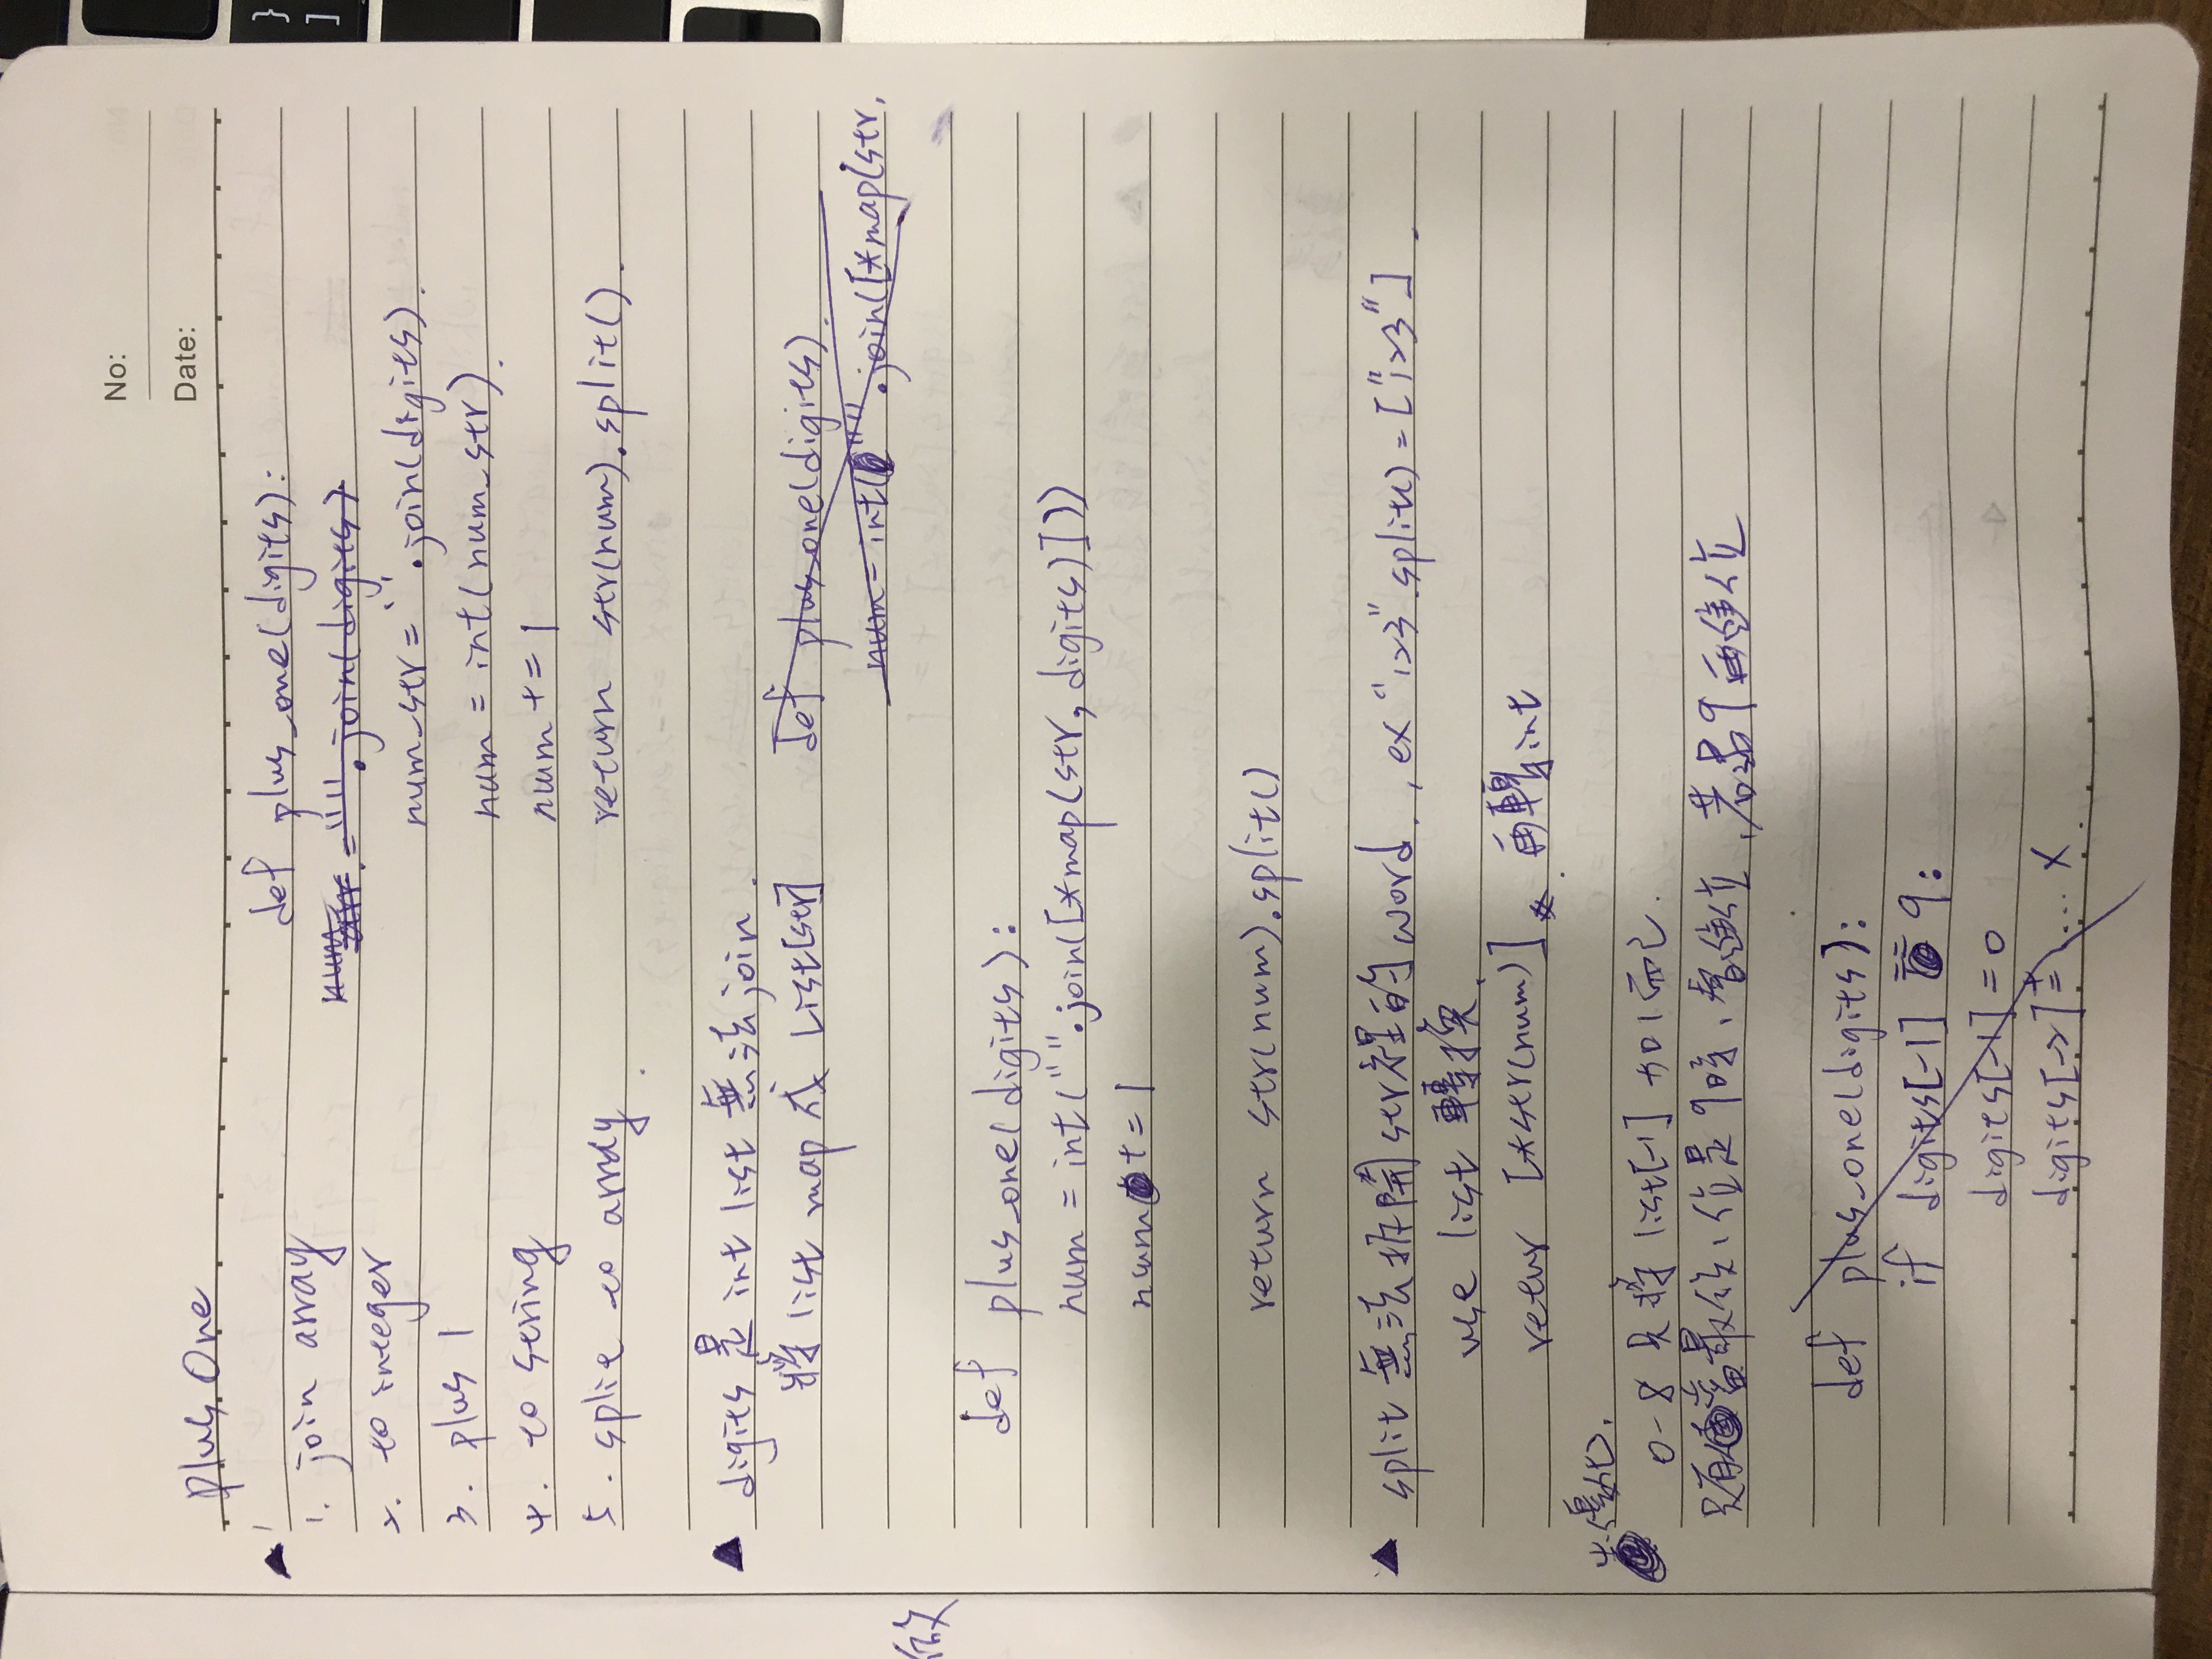 No:
Date:
Plus One
1. join array
2. to integer
3. plus 1
4. to string
5. split to array.
def plus_one(digits):
num arr = "".join(digits)
num_str = "".join(digits).
num = int(num_str).
num += 1
return str(num).split().
digits 是 int list 無法 join.
將 list map 成 List[str]
def plus_one(digits).
num = int("".join([*map(str,
做
def plus_one(digits):
num = int("".join([*map(str, digits)]))
num += 1
return str(num).split()
split 無法拆開 str 裡的 word., ex "123".split() = ["123"].
use list 轉換.
retur [*str(num)]. 再轉 int
優化.
0-8 只將 list[-1] 加1而已.
只有當最後1位是9時,會進位,若是9再進位
def plus_one(digits):
if digits[-1] == 9:
digits[-1] = 0
digits[-2] += .... X.
}
]